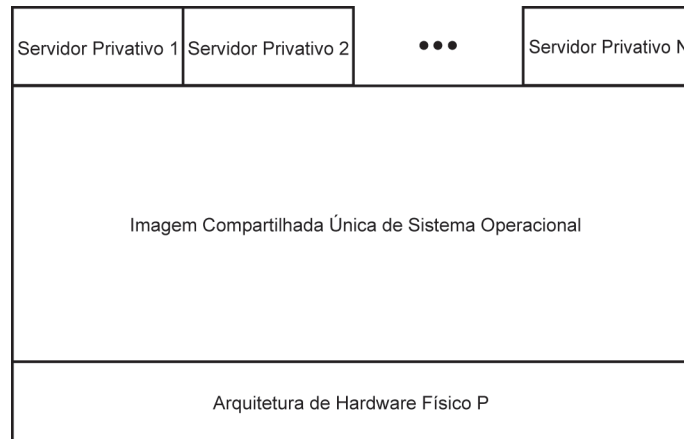 Servidor Privativo 1 Servidor Privativo 2 ••• Servidor Privativo N
Imagem Compartilhada Única de Sistema Operacional
Arquitetura de Hardware Físico P